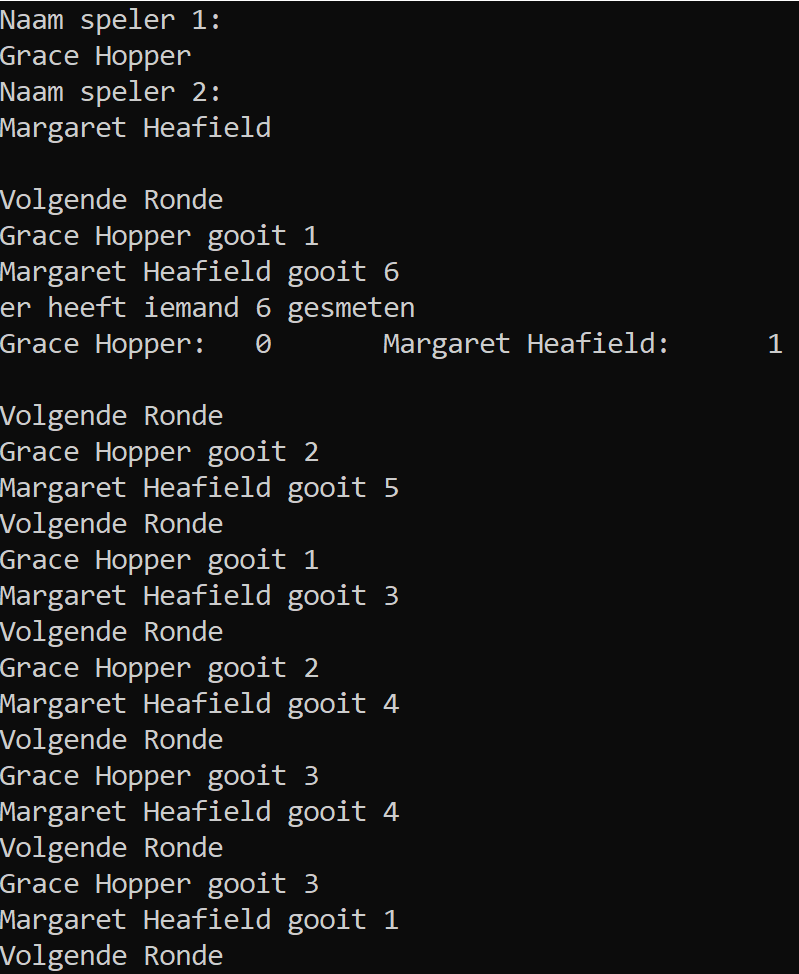 Naam speler 1:
Grace Hopper
Naam speler 2:
Margaret Heafield
Volgende Ronde
Grace Hopper gooit 1
Margaret Heafield gooit 6
er heeft iemand 6 gesmeten
Grace Hopper:   0       Margaret Heafield:      1
Volgende Ronde
Grace Hopper gooit 2
Margaret Heafield gooit 5
Volgende Ronde
Grace Hopper gooit 1
Margaret Heafield gooit 3
Volgende Ronde
Grace Hopper gooit 2
Margaret Heafield gooit 4
Volgende Ronde
Grace Hopper gooit 3
Margaret Heafield gooit 4
Volgende Ronde
Grace Hopper gooit 3
Margaret Heafield gooit 1
Volgende Ronde